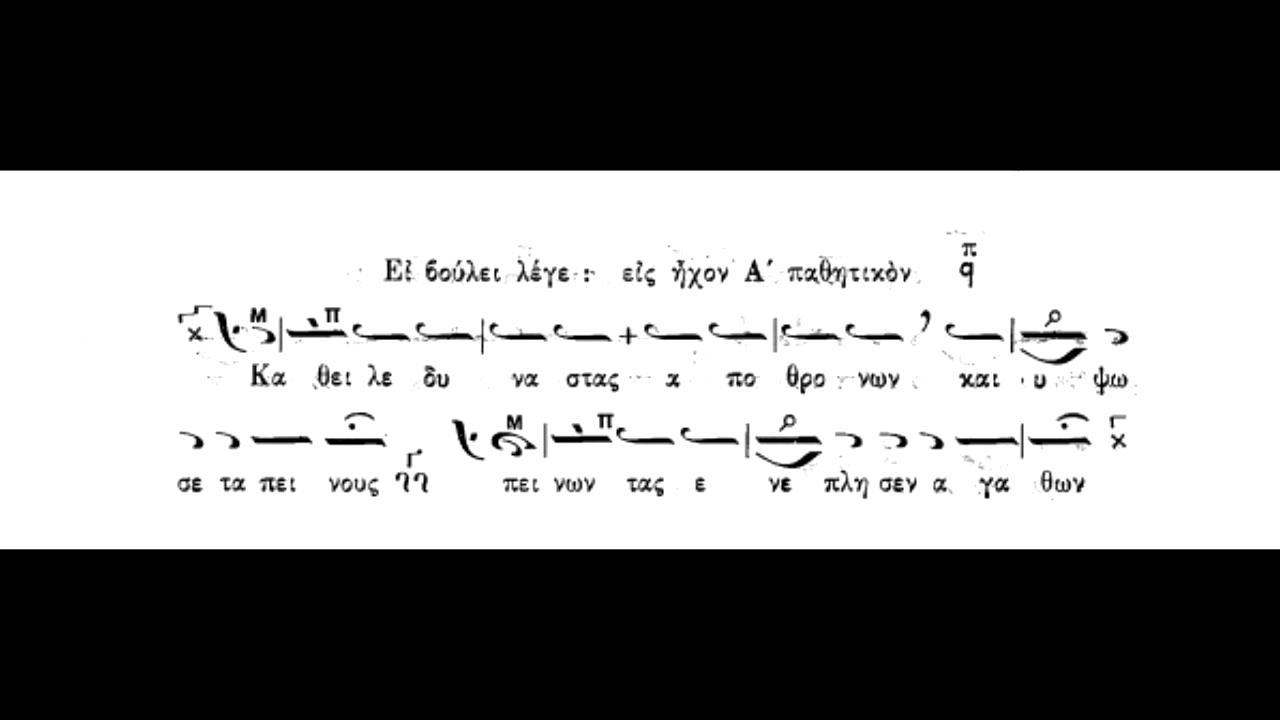 Εἰ βούλει λέγε : εἰς ἦχον Α΄ παθητικὸν π q
Μ π
Κα θει λε δυ να στας α πο θρο νων και υ ψω
Μ π
σε τα πει νους πει νων τας ε νε πλη σεν α γα θων